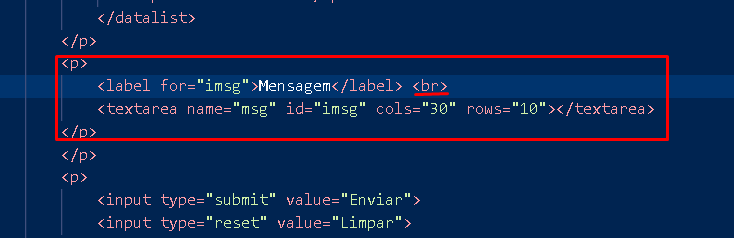 </datalist>
</p>
<p>
<label for="imsg">Mensagem</label> <br>
<textarea name="msg" id="imsg" cols="30" rows="10"></textarea>
</p>
</p>
<p>
<input type="submit" value="Enviar">
<input type="reset" value="Limpar">